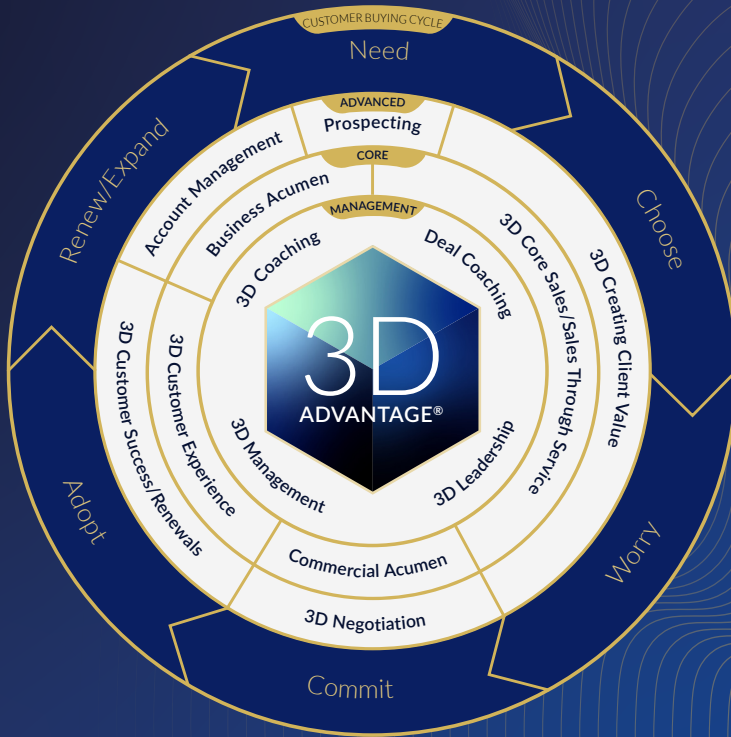 CUSTOMER BUYING CYCLE
Need
Choose
Worry
Commit
Adopt
Renew/Expand
ADVANCED
Prospecting
3D Creating Client Value
3D Negotiation
3D Customer Success/Renewals
Account Management
CORE
3D Core Sales/Sales Through Service
Commercial Acumen
3D Customer Experience
Business Acumen
MANAGEMENT
Deal Coaching
3D Leadership
3D Management
3D Coaching
3D
ADVANTAGE®